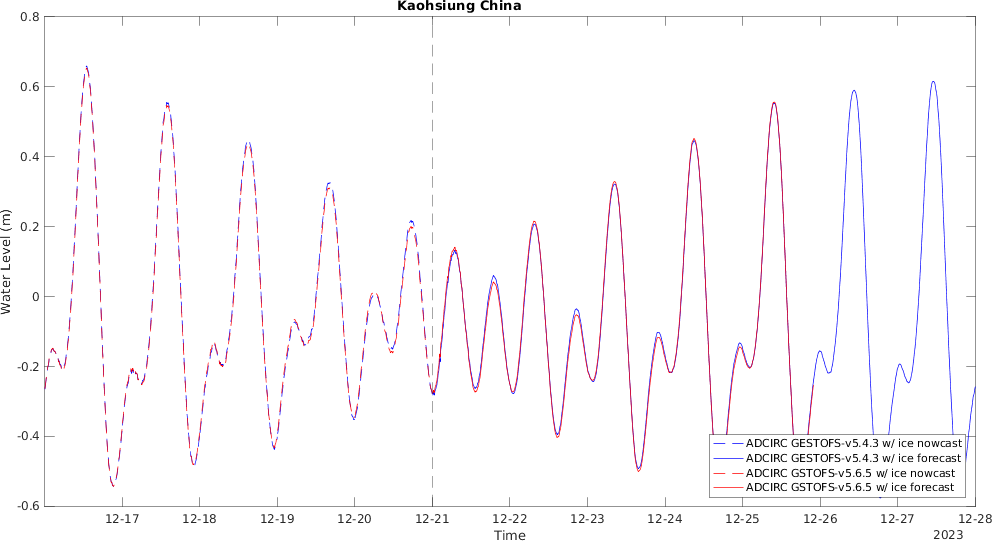 Kaohsiung China
Water Level (m)
0.8
0.6
0.4
0.2
0
-0.2
-0.4
-0.6
ADCIRC GESTOFS-v5.4.3 w/ ice nowcast
ADCIRC GESTOFS-v5.4.3 w/ ice forecast
ADCIRC GSTOFS-v5.6.5 w/ ice nowcast
ADCIRC GSTOFS-v5.6.5 w/ ice forecast
12-17 12-18 12-19 12-20 12-21 12-22 12-23 12-24 12-25 12-26 12-27 12-28
Time
2023